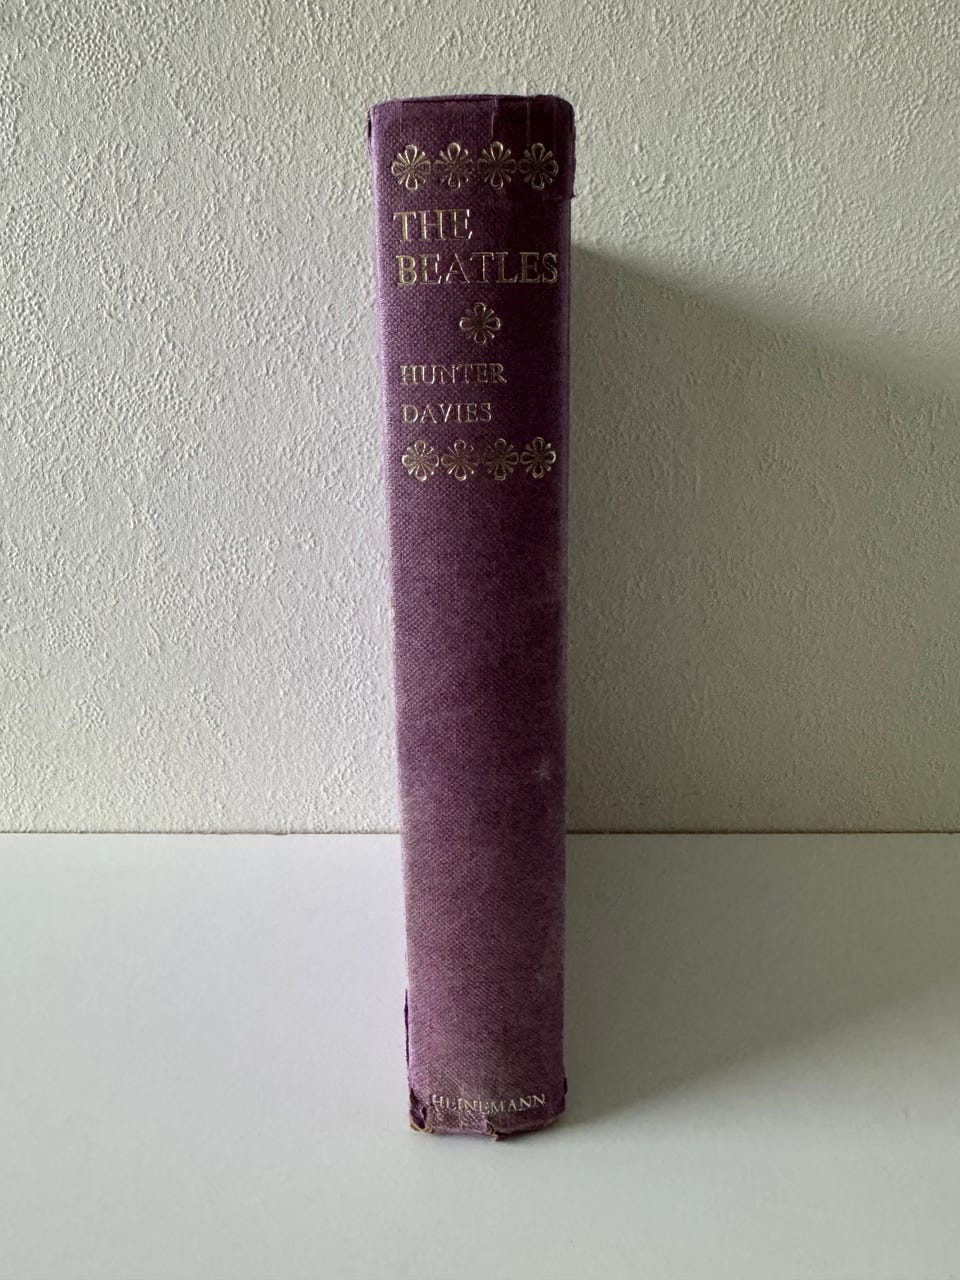 THE
BEATLES
HUNTER
DAVIES
HEINEMANN